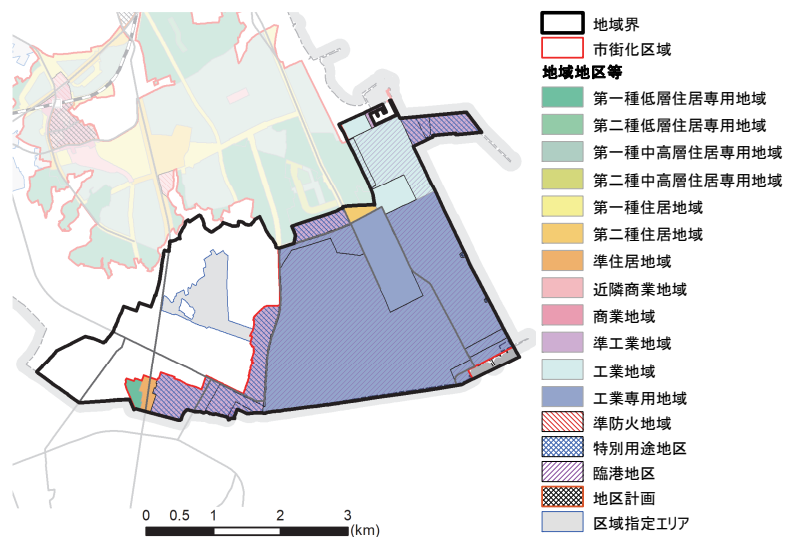 地域界
市街化区域
地域地区等
第一種低層住居専用地域
第二種低層住居専用地域
第一種中高層住居専用地域
第二種中高層住居専用地域
第一種住居地域
第二種住居地域
準住居地域
近隣商業地域
商業地域
準工業地域
工業地域
工業専用地域
準防火地域
特別用途地区
臨港地区
地区計画
区域指定エリア
0 0.5 1 2 3
(km)